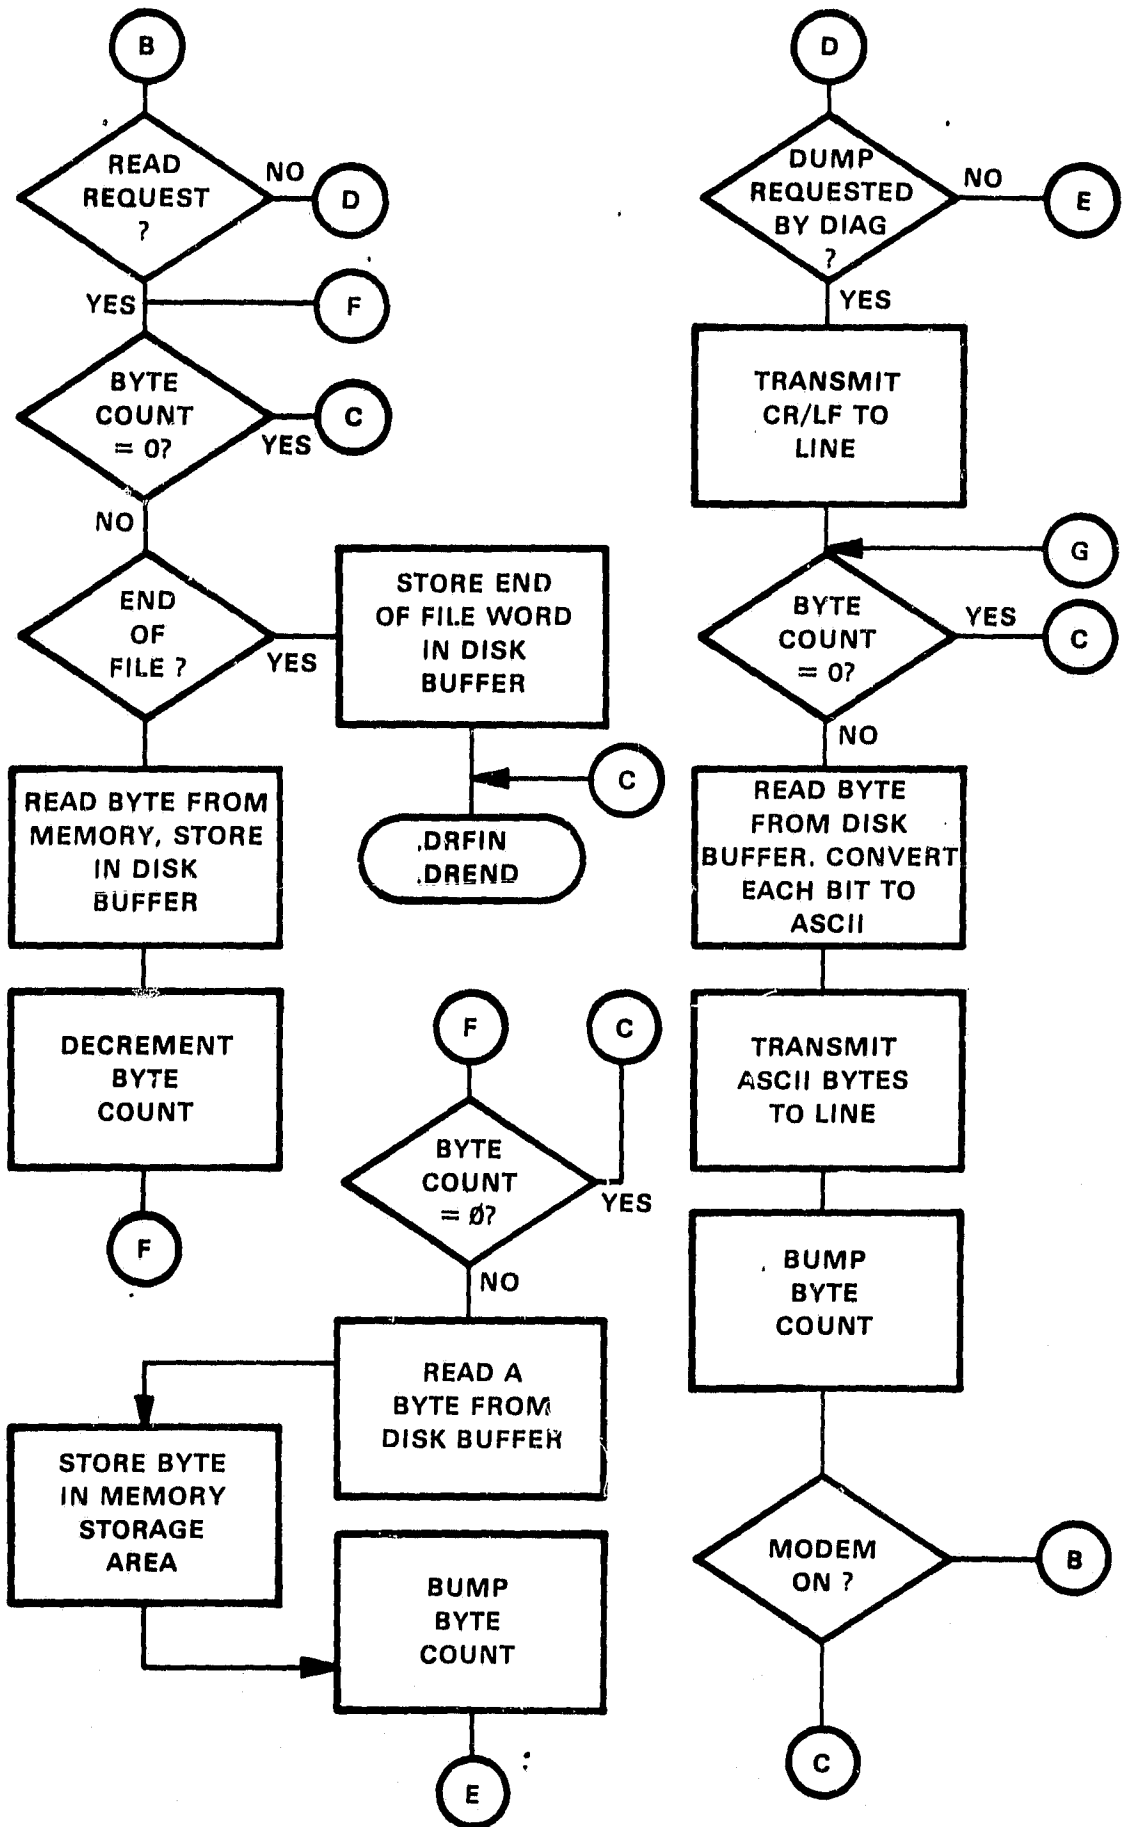 B
READ
REQUEST
?
NO
D
YES
F
BYTE
COUNT
= 0?
YES
C
NO
END
OF
FILE ?
YES
STORE END
OF FILE WORD
IN DISK
BUFFER
C
.DRFIN
.DREND
READ BYTE FROM
MEMORY, STORE
IN DISK
BUFFER
DECREMENT
BYTE
COUNT
F
F
C
BYTE
COUNT
= Ø?
YES
NO
READ A
BYTE FROM
DISK BUFFER
STORE BYTE
IN MEMORY
STORAGE
AREA
BUMP
BYTE
COUNT
E
D
DUMP
REQUESTED
BY DIAG
?
NO
E
YES
TRANSMIT
CR/LF TO
LINE
G
BYTE
COUNT
= 0?
YES
C
NO
READ BYTE
FROM DISK
BUFFER. CONVERT
EACH BIT TO
ASCII
TRANSMIT
ASCII BYTES
TO LINE
BUMP
BYTE
COUNT
MODEM
ON ?
B
C